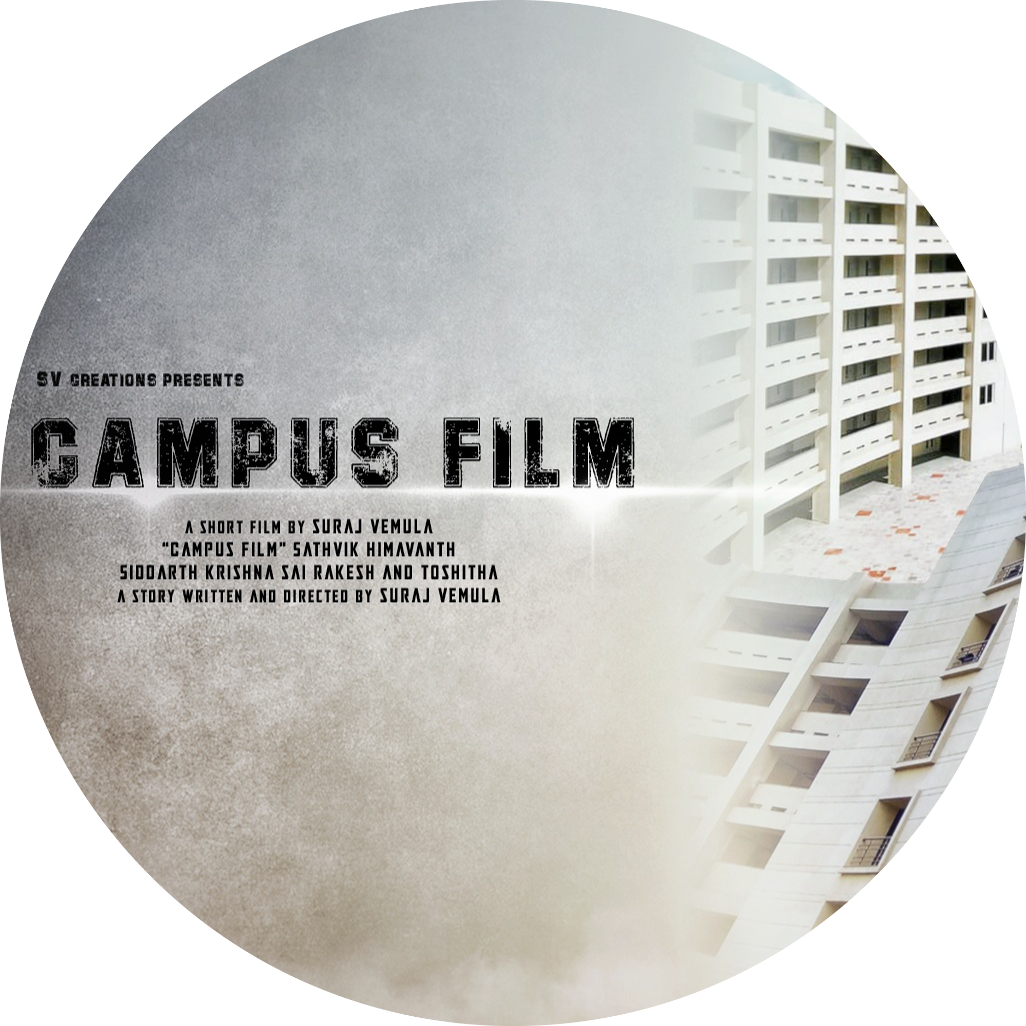 SV CREATIONS PRESENTS
CAMPUS FILM
A SHORT FILM BY SURAJ VEMULA
“CAMPUS FILM” SATHVIK HIMAVANTH
SIDDARTH KRISHNA SAI RAKESH AND TOSHITHA
A STORY WRITTEN AND DIRECTED BY SURAJ VEMULA